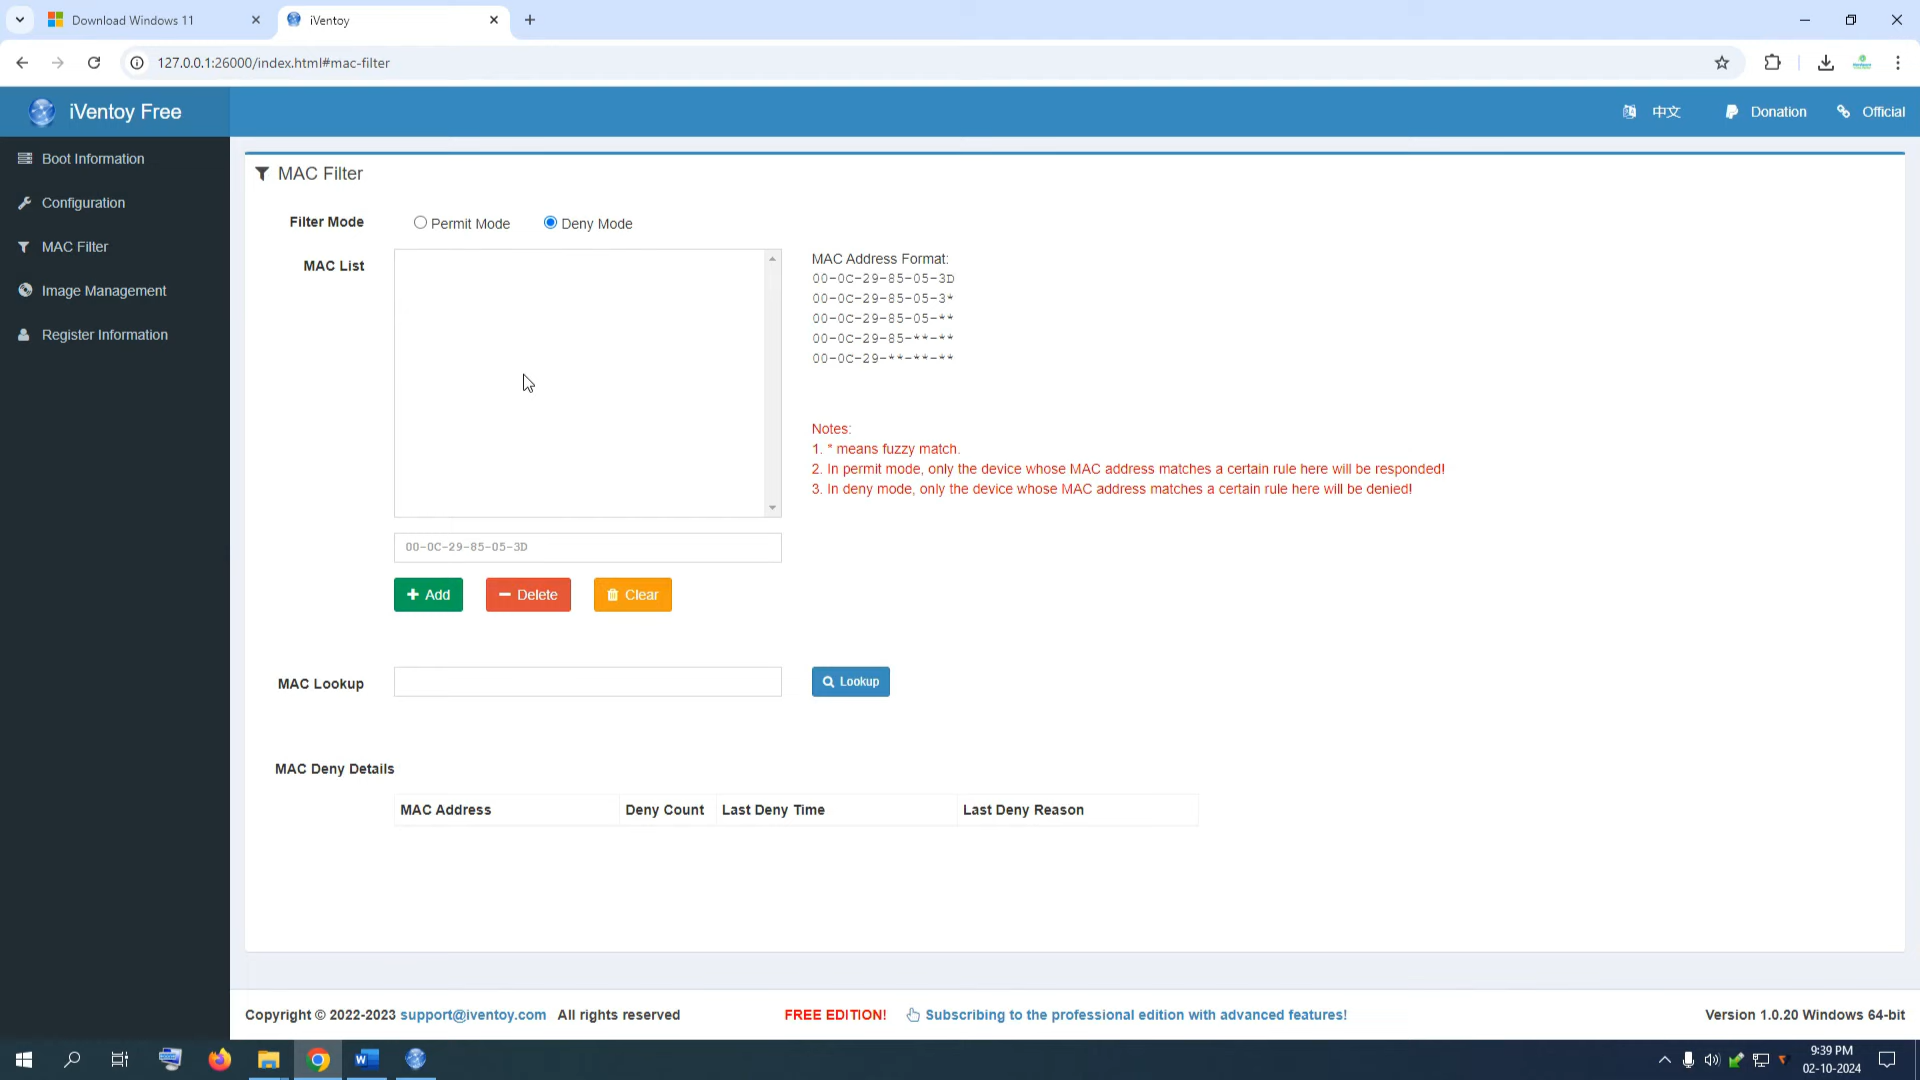 Download Windows 11
iVentoy
127.0.0.1:26000/index.html#mac-filter
iVentoy Free
中文
Donation
Official
Boot Information
Configuration
MAC Filter
Image Management
Register Information
MAC Filter
Filter Mode
Permit Mode
Deny Mode
MAC List
MAC Address Format:
00-0C-29-85-05-3D
00-0C-29-85-05-3*
00-0C-29-85-05-**
00-0C-29-85-**-**
00-0C-29-**-**-**
Notes:
1. * means fuzzy match.
2. In permit mode, only the device whose MAC address matches a certain rule here will be responded!
3. In deny mode, only the device whose MAC address matches a certain rule here will be denied!
00-0C-29-85-05-3D
Add
Delete
Clear
MAC Lookup
Lookup
MAC Deny Details
MAC Address Deny Count Last Deny Time Last Deny Reason
Copyright © 2022-2023 support@iventoy.com All rights reserved
FREE EDITION!
Subscribing to the professional edition with advanced features!
Version 1.0.20 Windows 64-bit
W
9:39 PM
02-10-2024